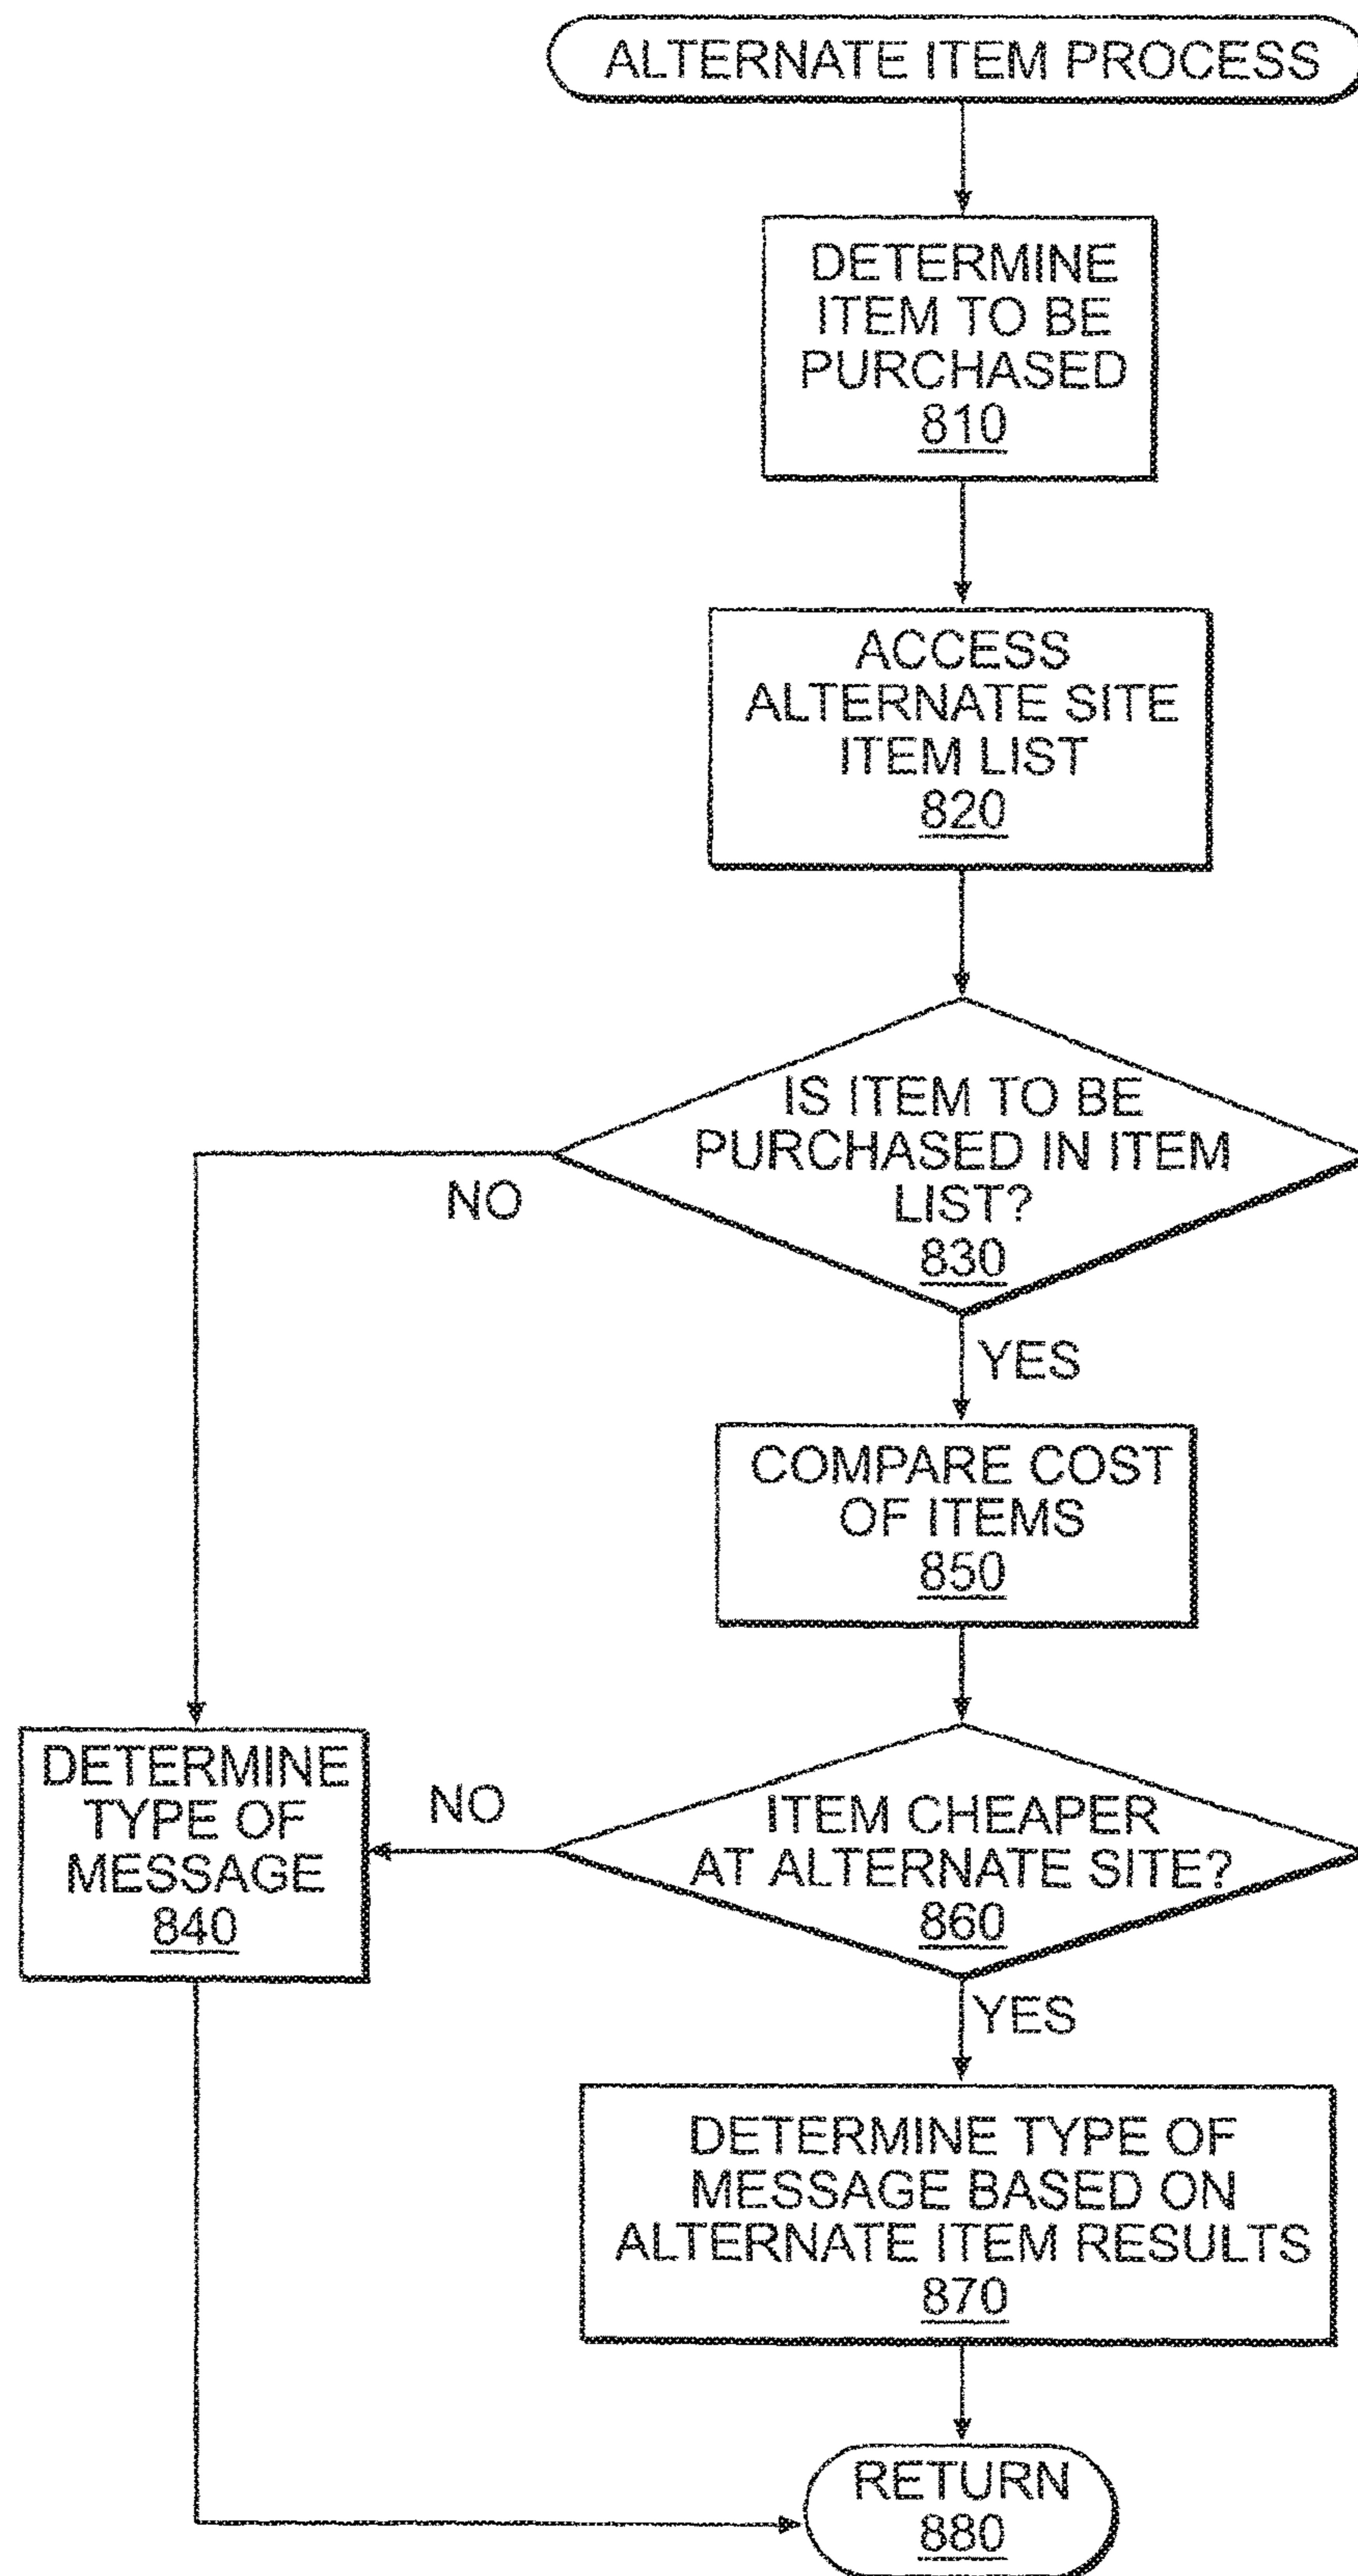 ALTERNATE ITEM PROCESS
DETERMINE
ITEM TO BE
PURCHASED
810
ACCESS
ALTERNATE SITE
ITEM LIST
820
IS ITEM TO BE
PURCHASED IN ITEM
LIST?
830
NO
YES
COMPARE COST
OF ITEMS
850
DETERMINE
TYPE OF
MESSAGE
840
NO
ITEM CHEAPER
AT ALTERNATE SITE?
860
YES
DETERMINE TYPE OF
MESSAGE BASED ON
ALTERNATE ITEM RESULTS
870
RETURN
880